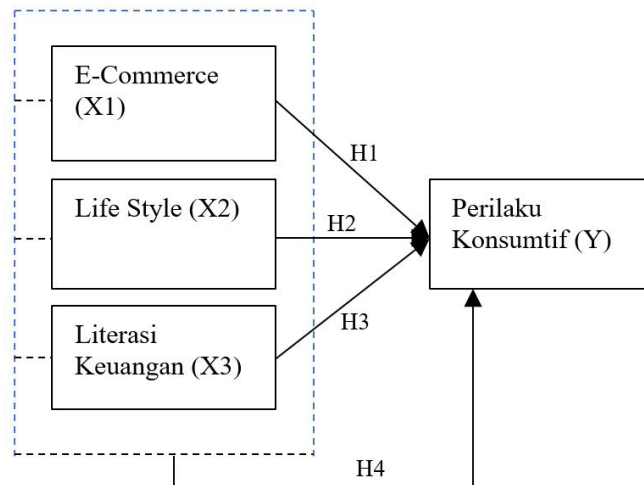 E-Commerce
(X1)
H1
Life Style (X2)
H2
Perilaku
Konsumtif (Y)
H3
Literasi
Keuangan (X3)
H4